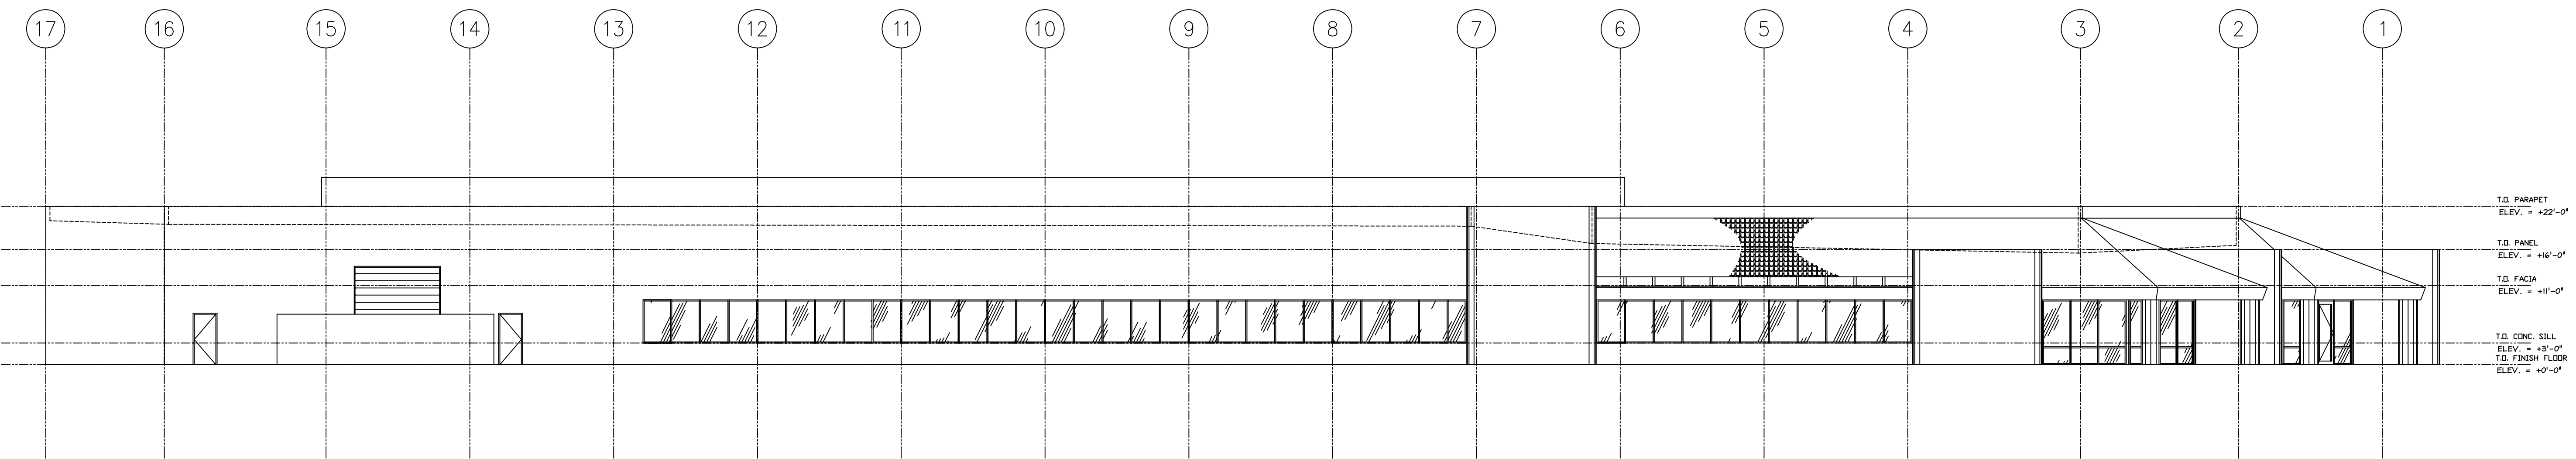 17 16 15 14 13 12 11 10 9 8 7 6 5 4 3 2 1
T.O. PARAPET
ELEV. = +22'-0"
T.O. PANEL
ELEV. = +16'-0"
T.O. FACIA
ELEV. = +11'-0"
T.O. CONC. SILL
ELEV. = +3'-0"
T.O. FINISH FLOOR
ELEV. = +0'-0"